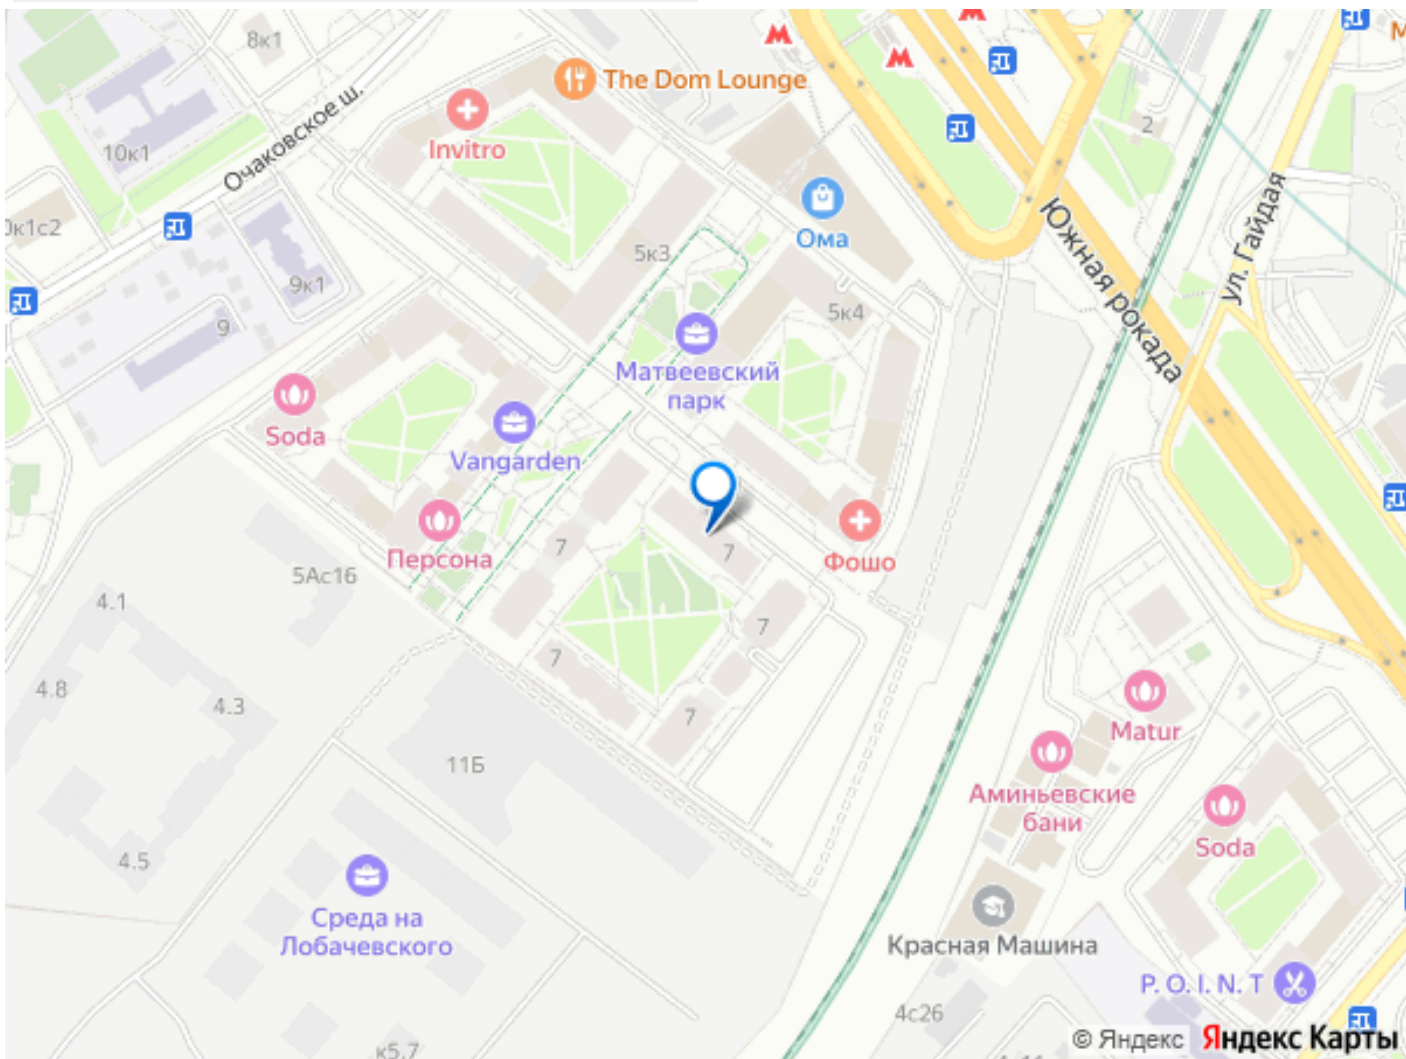 8к1
The Dom Lounge
Invitro
Очаковское ш.
10к1
2
М
0к1с2
Ома
5к3
9к1
5к4
9
Южная рокада
ул. Гайдая
Матвеевский
парк
Soda
Vangarden
Персона
Фошо
7
7
5Ас16
4.1
7
7
4.8
4.3
7
11Б
Matur
Аминьевские
бани
Soda
4.5
Среда на
Лобачевского
Красная Машина
P. O. I. N. T
4с26
к5.7
© Яндекс Яндекс Карты